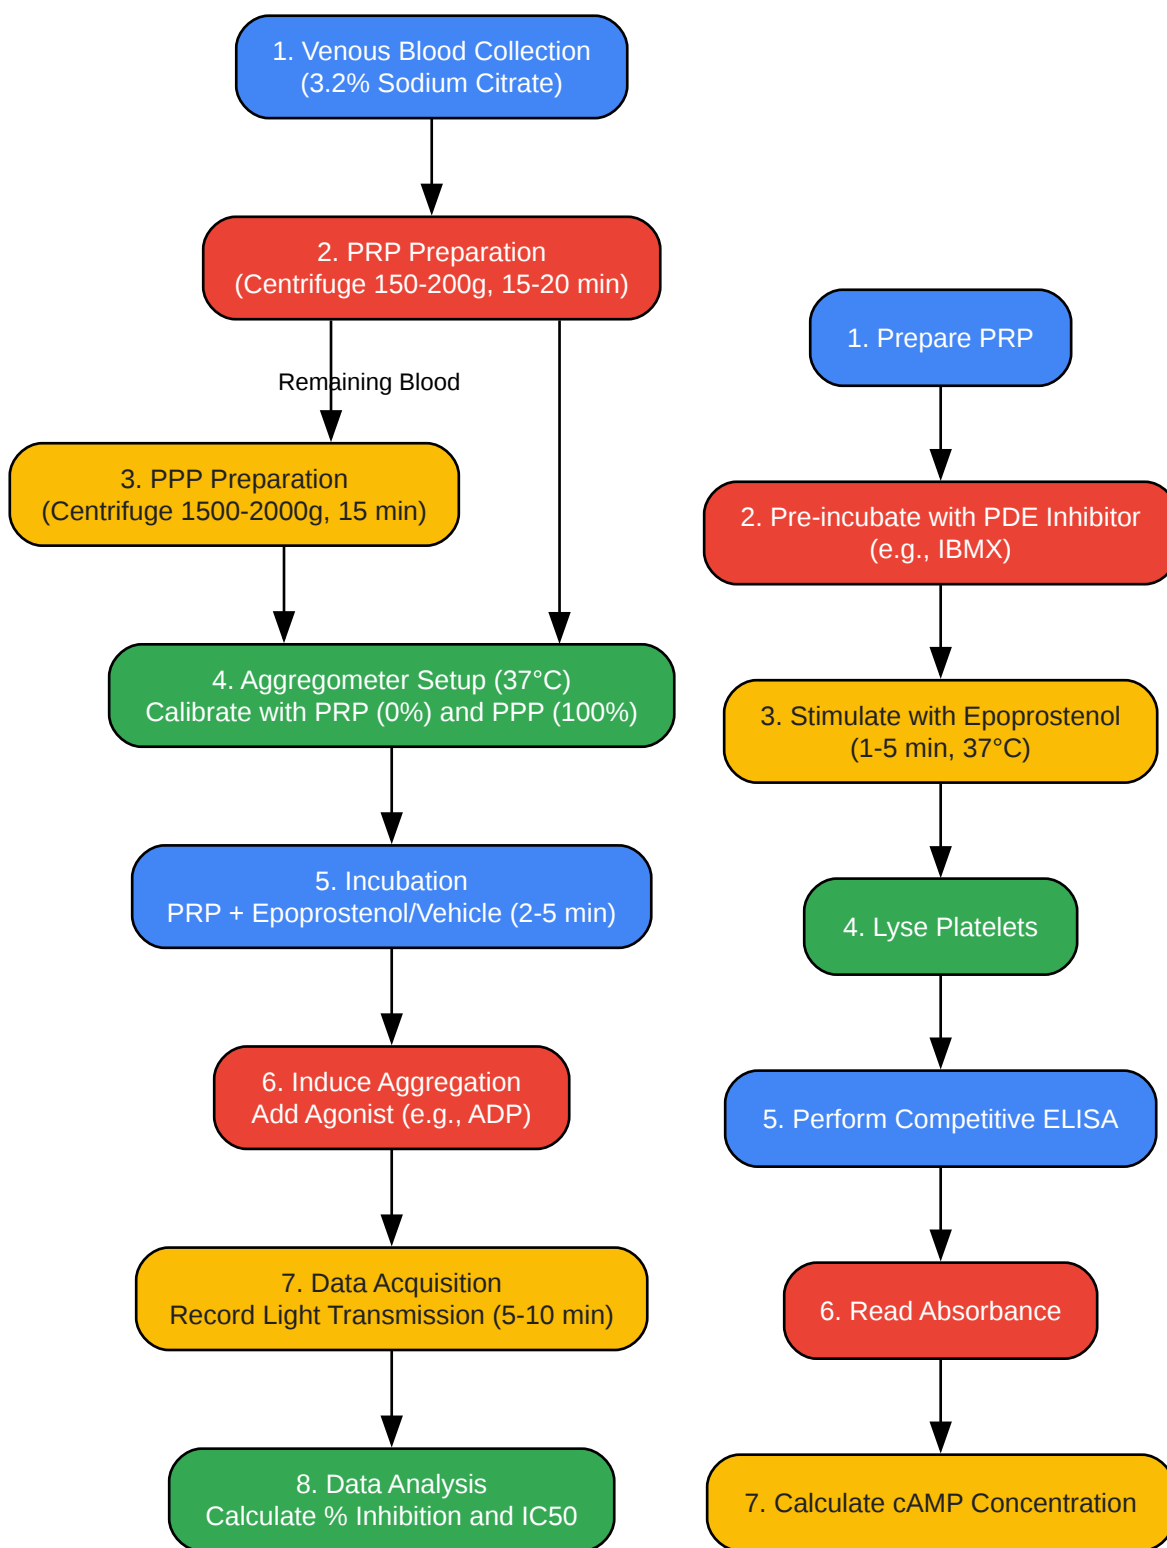 1. Venous Blood Collection
(3.2% Sodium Citrate)
2. PRP Preparation
(Centrifuge 150-200g, 15-20 min)
Remaining Blood
3. PPP Preparation
(Centrifuge 1500-2000g, 15 min)
4. Aggregometer Setup (37°C)
Calibrate with PRP (0%) and PPP (100%)
5. Incubation
PRP + Epoprostenol/Vehicle (2-5 min)
6. Induce Aggregation
Add Agonist (e.g., ADP)
7. Data Acquisition
Record Light Transmission (5-10 min)
8. Data Analysis
Calculate % Inhibition and IC50
1. Prepare PRP
2. Pre-incubate with PDE Inhibitor
(e.g., IBMX)
3. Stimulate with Epoprostenol
(1-5 min, 37°C)
4. Lyse Platelets
5. Perform Competitive ELISA
6. Read Absorbance
7. Calculate cAMP Concentration